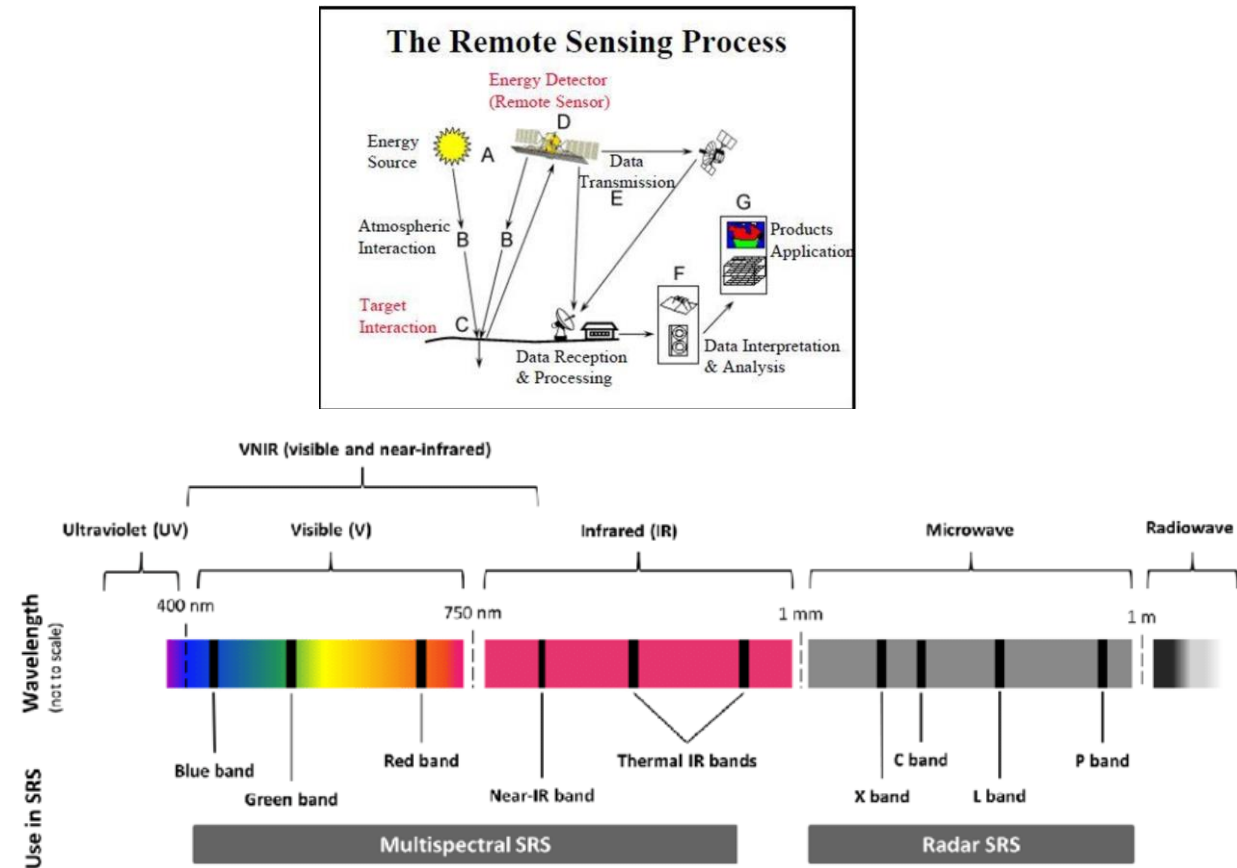 The Remote Sensing Process
Energy Detector
(Remote Sensor)
D
Energy
Source
A
Data
Transmission
E
G
Atmospheric
Interaction
B
B
Products
Application
F
Target
Interaction
C
Data Reception
& Processing
Data Interpretation
& Analysis
VNIR (visible and near-infrared)
Ultraviolet (UV)
Visible (V)
Infrared (IR)
Microwave
Radiowave
Wavelength
(not to scale)
400 nm
750 nm
1 mm
1 m
Blue band
Green band
Red band
Near-IR band
Thermal IR bands
X band
C band
L band
P band
Use in SRS
Multispectral SRS
Radar SRS